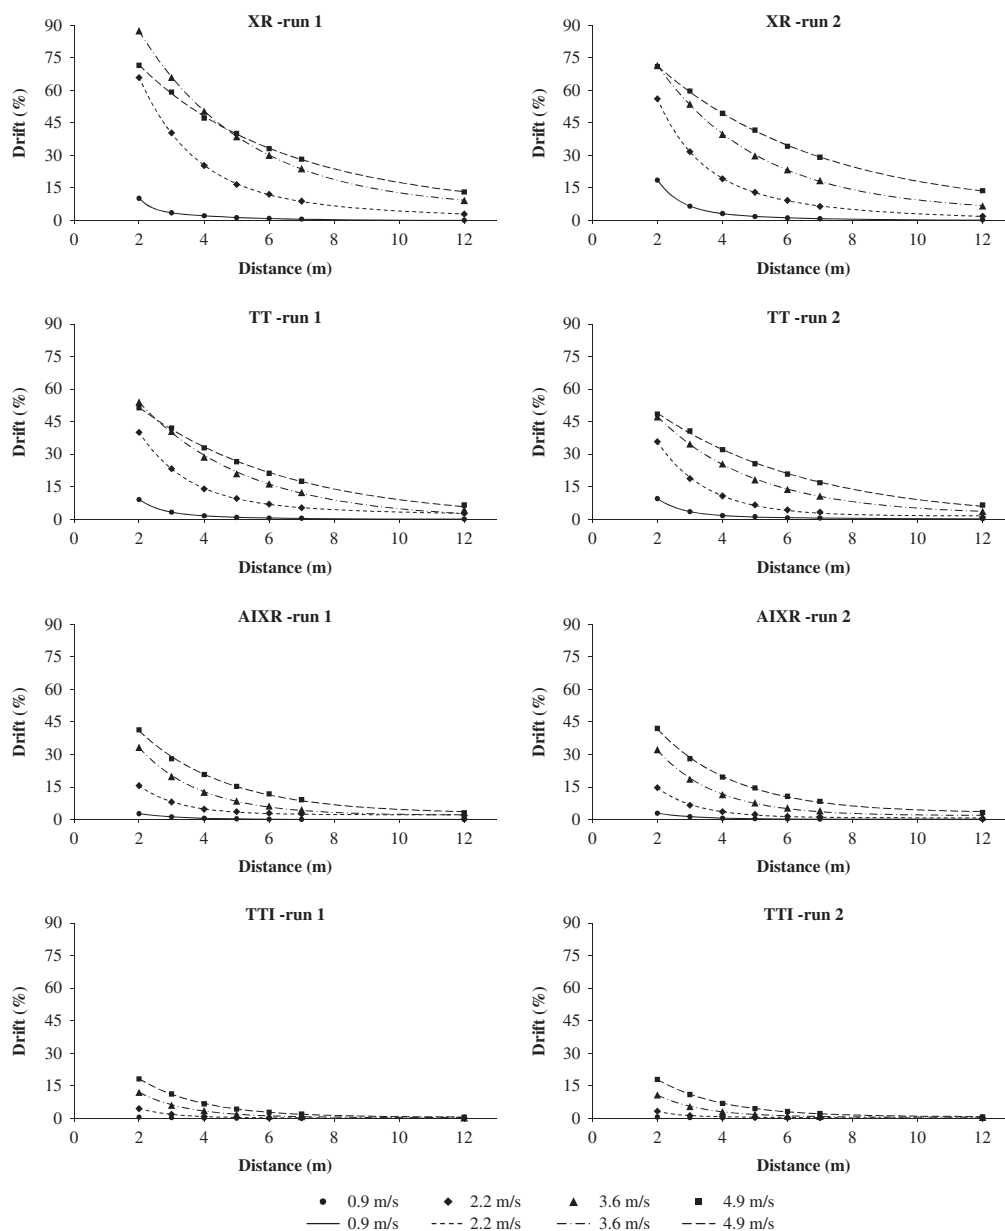 XR -run 1
90
75
60
45
30
15
0
Drift (%)
0 2 4 6 8 10 12
Distance (m)
XR -run 2
90
75
60
45
30
15
0
Drift (%)
0 2 4 6 8 10 12
Distance (m)
TT -run 1
90
75
60
45
30
15
0
Drift (%)
0 2 4 6 8 10 12
Distance (m)
TT -run 2
90
75
60
45
30
15
0
Drift (%)
0 2 4 6 8 10 12
Distance (m)
AIXR -run 1
90
75
60
45
30
15
0
Drift (%)
0 2 4 6 8 10 12
Distance (m)
AIXR -run 2
90
75
60
45
30
15
0
Drift (%)
0 2 4 6 8 10 12
Distance (m)
TTI -run 1
90
75
60
45
30
15
0
Drift (%)
0 2 4 6 8 10 12
Distance (m)
TTI -run 2
90
75
60
45
30
15
0
Drift (%)
0 2 4 6 8 10 12
Distance (m)
0.9 m/s 2.2 m/s 3.6 m/s 4.9 m/s
0.9 m/s 2.2 m/s 3.6 m/s 4.9 m/s